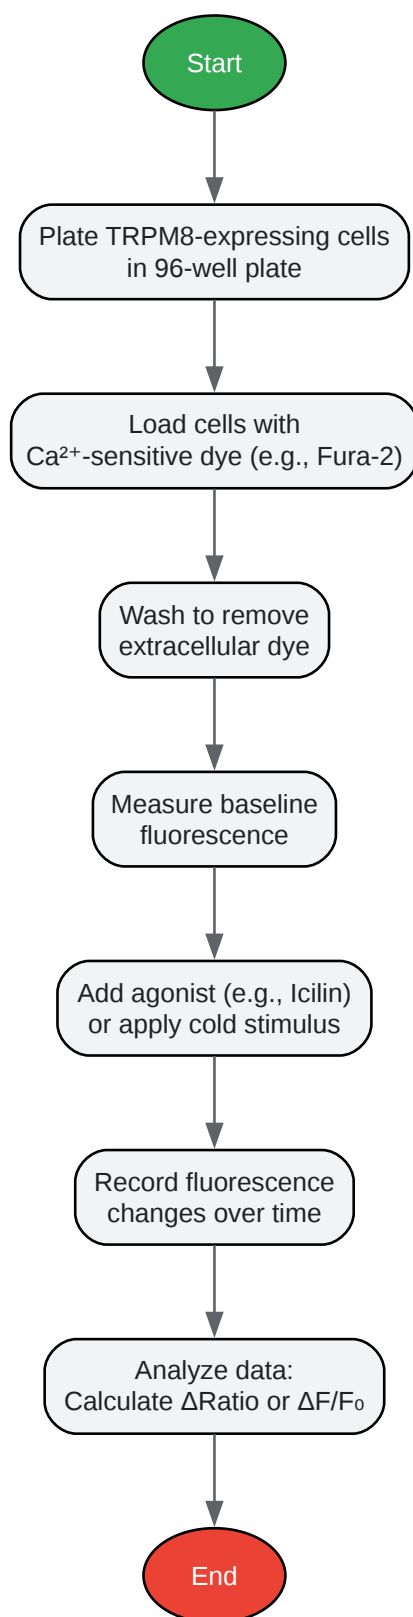 Start
Plate TRPM8-expressing cells
in 96-well plate
Load cells with
Ca²⁺-sensitive dye (e.g., Fura-2)
Wash to remove
extracellular dye
Measure baseline
fluorescence
Add agonist (e.g., Icilin)
or apply cold stimulus
Record fluorescence
changes over time
Analyze data:
Calculate ΔRatio or ΔF/F₀
End